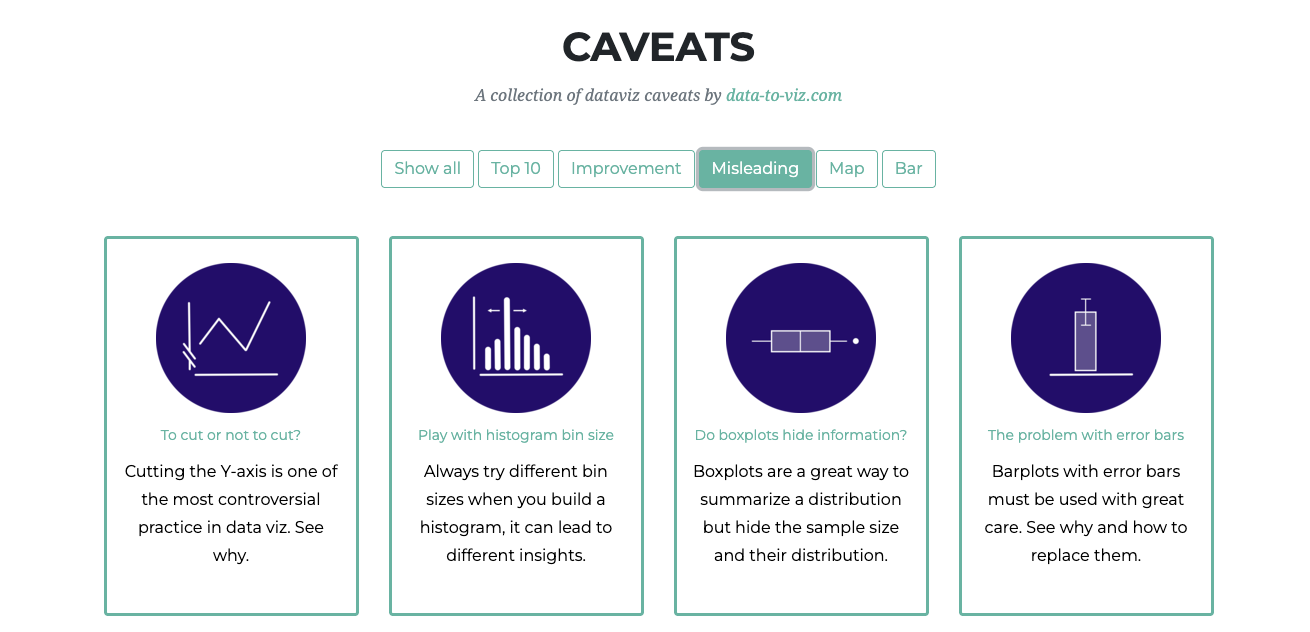 CAVEATS
A collection of dataviz caveats by data-to-viz.com
Show all
Top 10
Improvement
Misleading
Map
Bar
To cut or not to cut?
Cutting the Y-axis is one of
the most controversial
practice in data viz. See
why.
Play with histogram bin size
Always try different bin
sizes when you build a
histogram, it can lead to
different insights.
Do boxplots hide information?
Boxplots are a great way to
summarize a distribution
but hide the sample size
and their distribution.
The problem with error bars
Barplots with error bars
must be used with great
care. See why and how to
replace them.